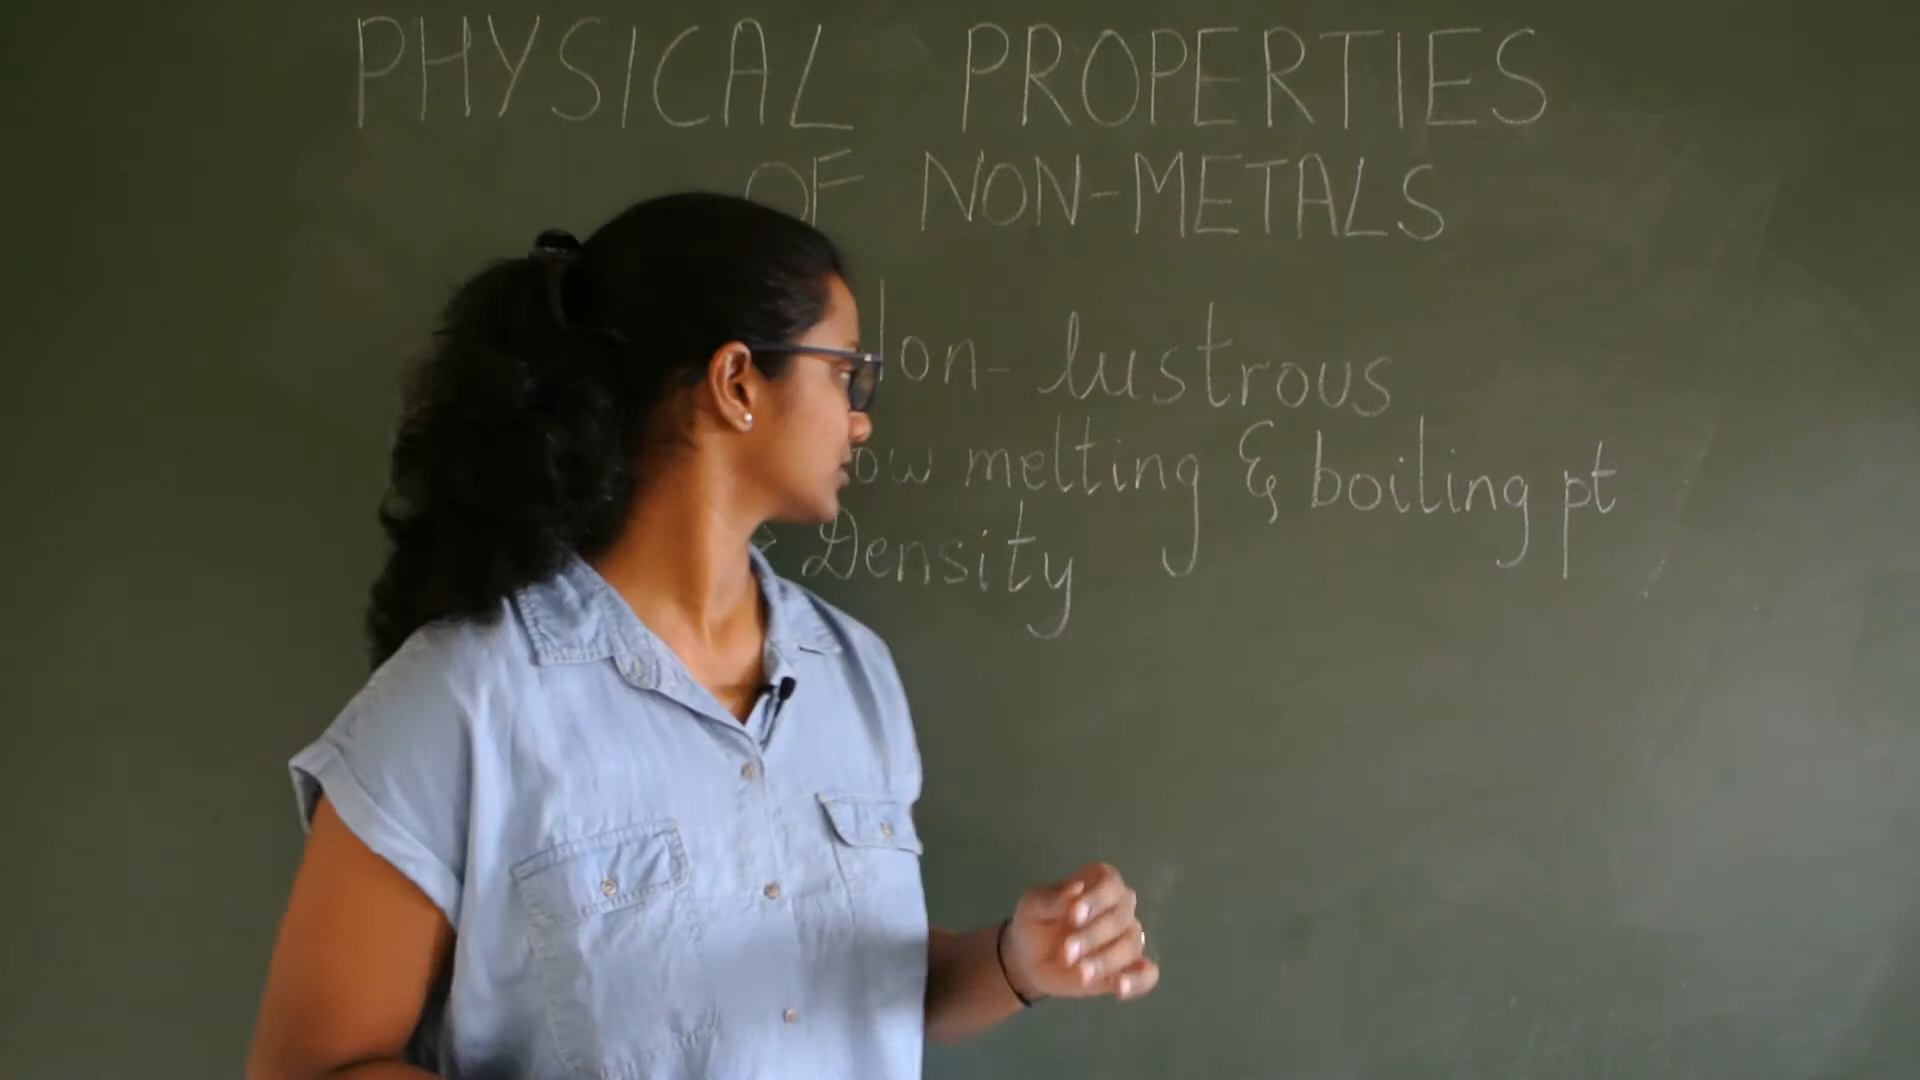 PHYSICAL PROPERTIES
OF NON-METALS
on-lustrous
ow melting & boiling pt
Density